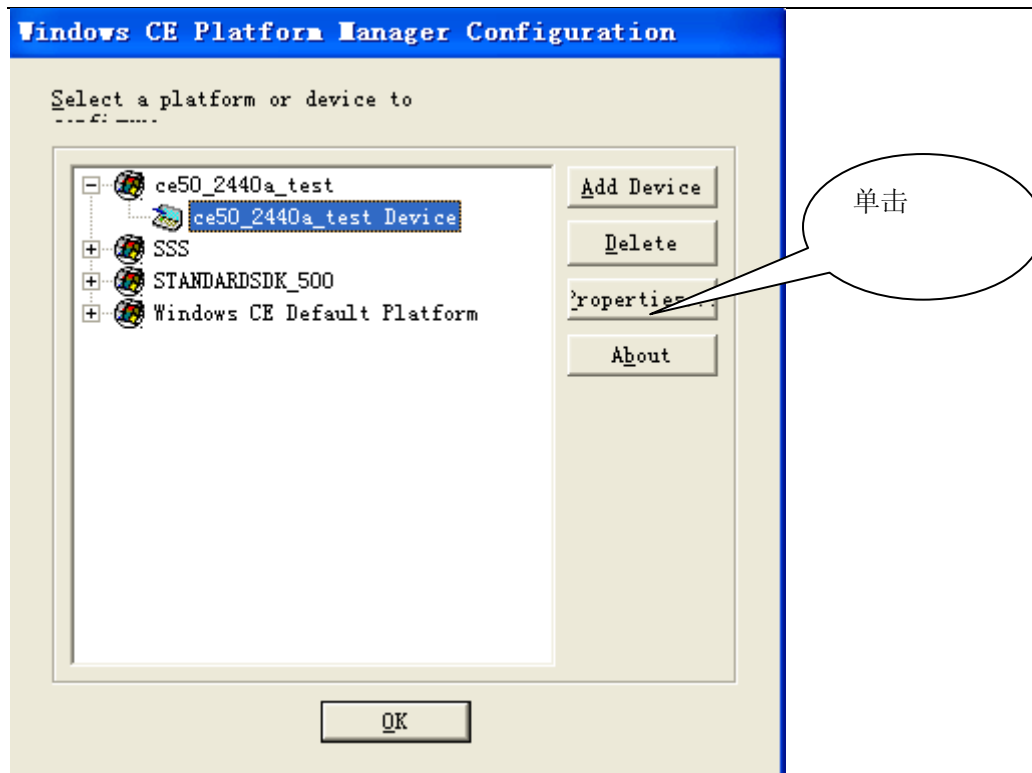 Windows CE Platform Manager Configuration
Select a platform or device to
ce50_2440a_test
ce50_2440a_test Device
SSS
STANDARDSDK_500
Windows CE Default Platform
Add Device
Delete
Properties...
About
OK
单击